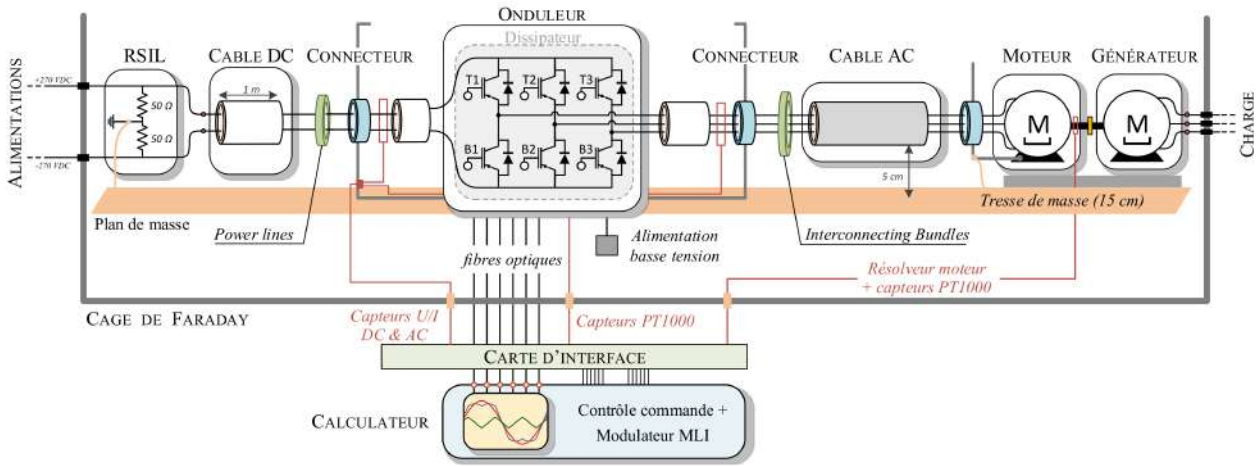 ONDULEUR
Dissipateur
RSIL
CABLE DC
CONNECTEUR
CONNECTEUR
CABLE AC
MOTEUR
GÉNÉRATEUR
ALIMENTATIONS
+270 VDC
-270 VDC
50 Ω
50 Ω
1 m
T1
T2
T3
B1
B2
B3
M
M
CHARGE
5 cm
Plan de masse
Tresse de masse (15 cm)
Power lines
fibres optiques
Alimentation
basse tension
Interconnecting Bundles
Résolveur moteur
+ capteurs PT1000
CAGE DE FARADAY
Capteurs U/I
DC & AC
Capteurs PT1000
CARTE D'INTERFACE
CALCULATEUR
Contrôle commande +
Modulateur MLI